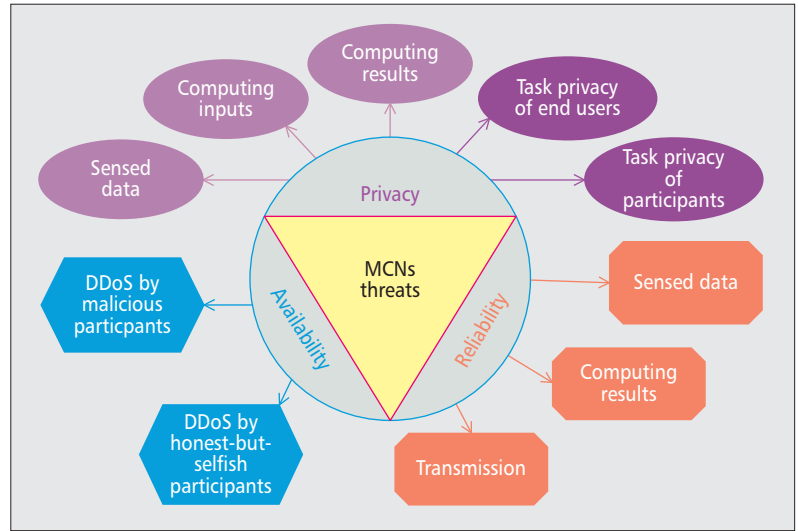 Computing
results
Computing
inputs
Task privacy
of end users
Sensed
data
Task privacy
of
participants
Privacy
MCNs
threats
Availability
Reliability
DDoS by
malicious
particpants
Sensed data
Computing
results
DDoS by
honest-but-
selfish
participants
Transmission